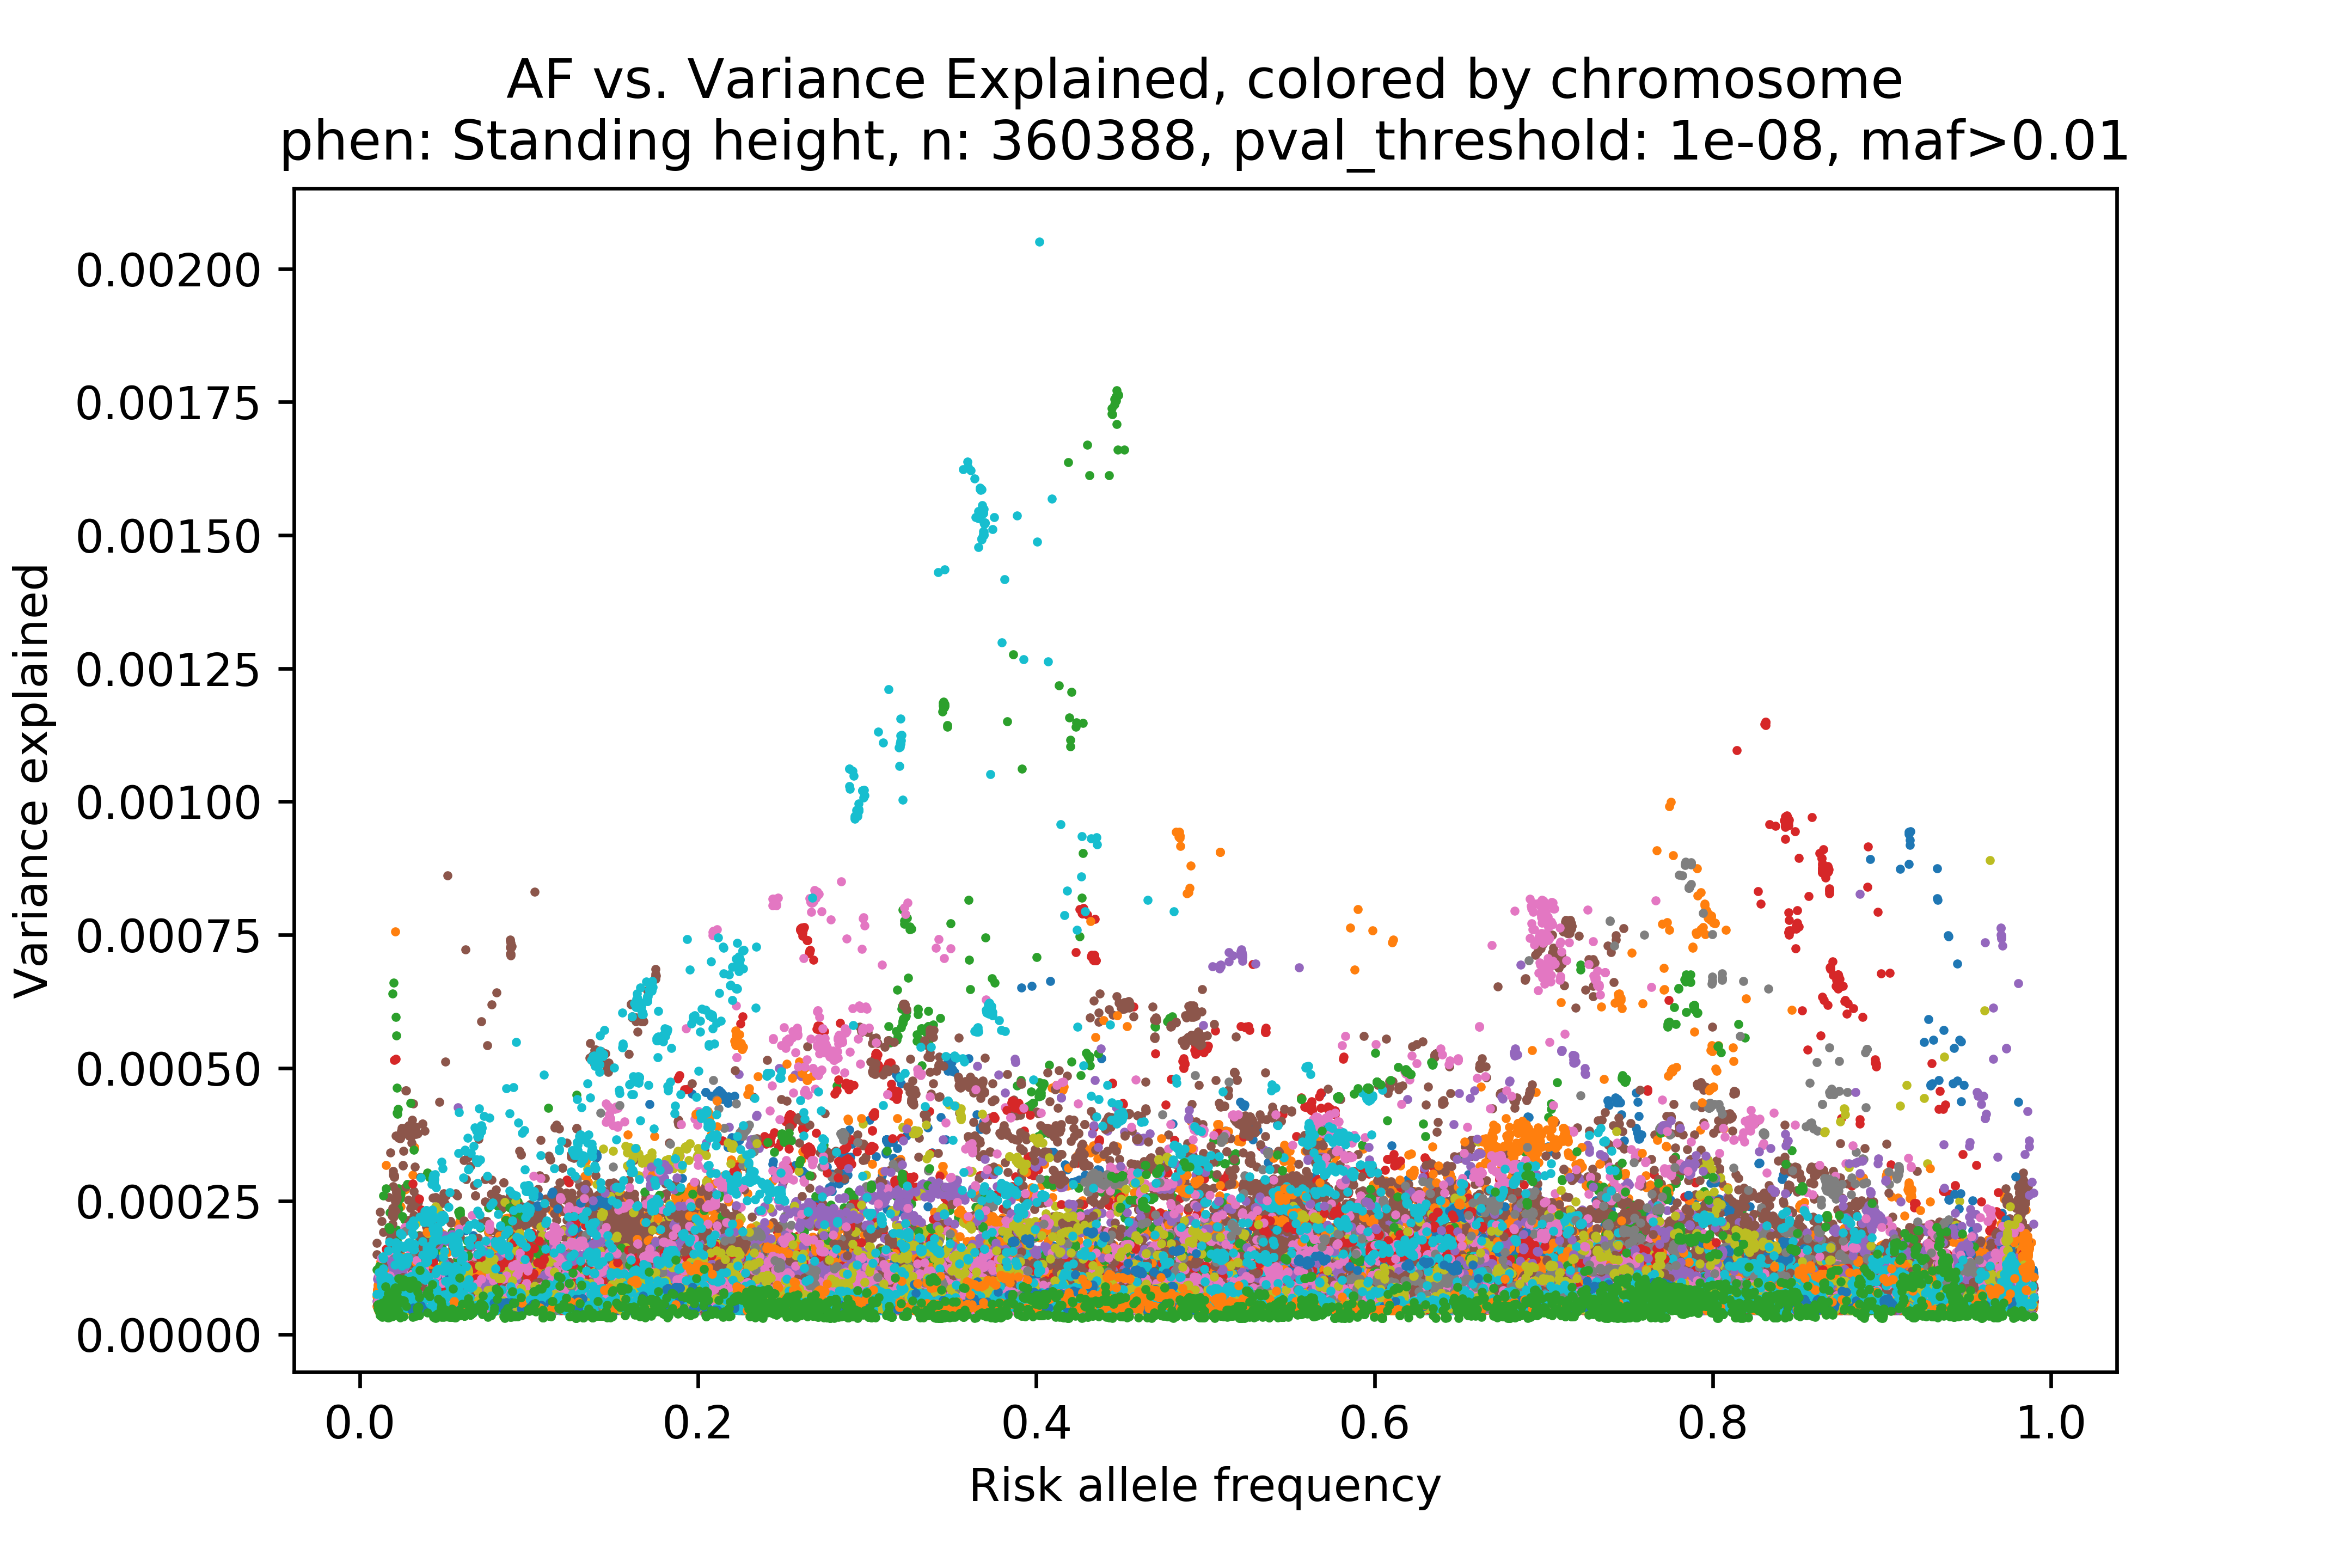 AF vs. Variance Explained, colored by chromosome
phen: Standing height, n: 360388, pval_threshold: 1e-08, maf>0.01
Variance explained
0.00200
0.00175
0.00150
0.00125
0.00100
0.00075
0.00050
0.00025
0.00000
0.0 0.2 0.4 0.6 0.8 1.0
Risk allele frequency